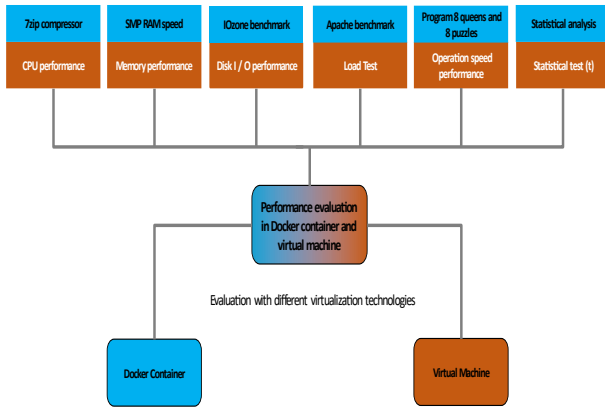 7zip compressor
SMP RAM speed
IOzone benchmark
Apache benchmark
Program 8 queens and
8 puzzles
Statistical analysis
CPU performance
Memory performance
Disk I / O performance
Load Test
Operation speed
performance
Statistical test (t)
Performance evaluation
in Docker container and
virtual machine
Evaluation with different virtualization technologies
Docker Container
Virtual Machine